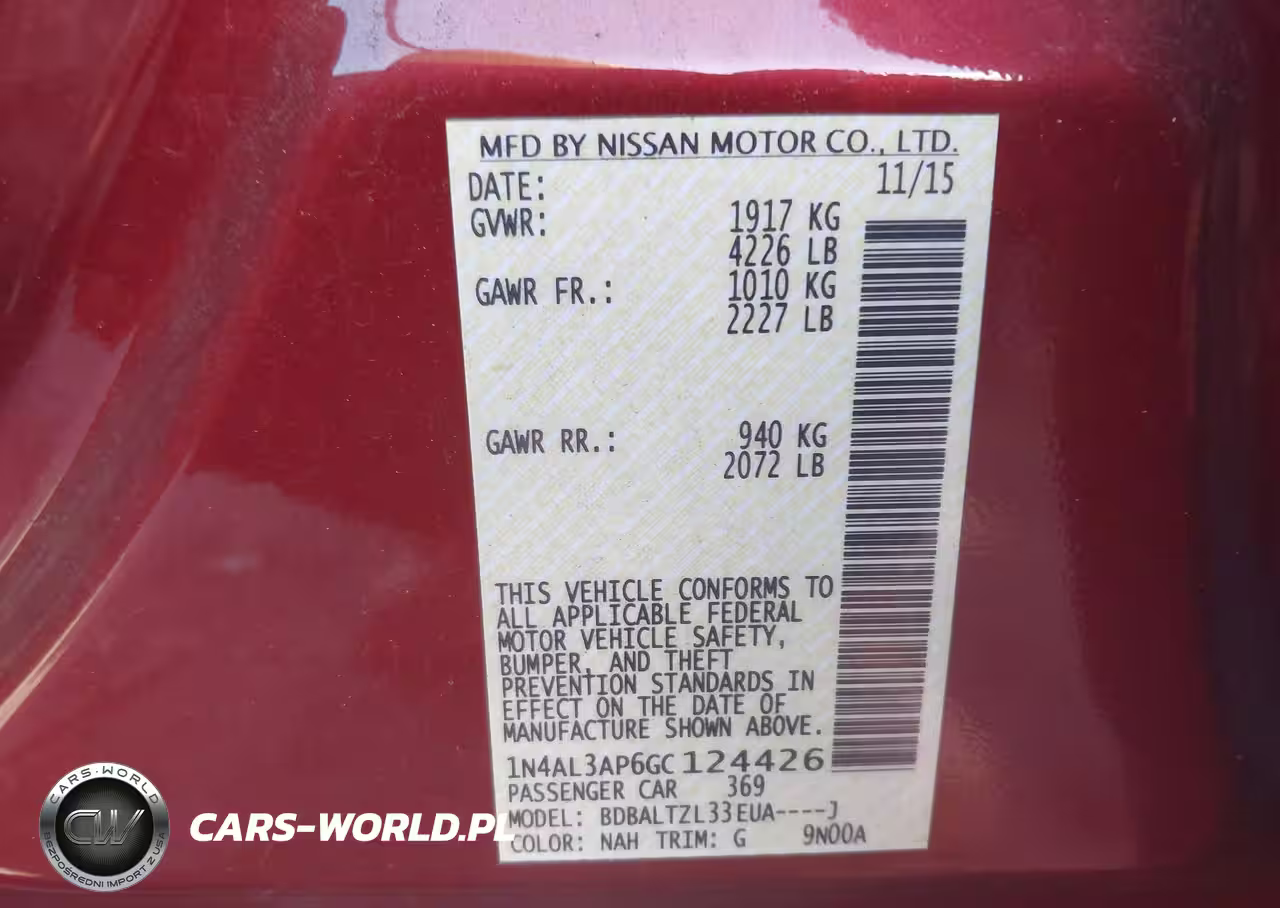 MFD BY NISSAN MOTOR CO., LTD.
DATE: 11/15
GVWR: 1917 KG
4226 LB
GAWR FR.: 1010 KG
2227 LB
GAWR RR.: 940 KG
2072 LB
THIS VEHICLE CONFORMS TO
ALL APPLICABLE FEDERAL
MOTOR VEHICLE SAFETY,
BUMPER, AND THEFT
PREVENTION STANDARDS IN
EFFECT ON THE DATE OF
MANUFACTURE SHOWN ABOVE.
1N4AL3AP6GC124426
PASSENGER CAR 369
MODEL: BDBALTZL33EUA----J
COLOR: NAH TRIM: G 9N00A
CARS-WORLD
CW
BEZPOŚREDNI IMPORT Z USA
CARS-WORLD.PL